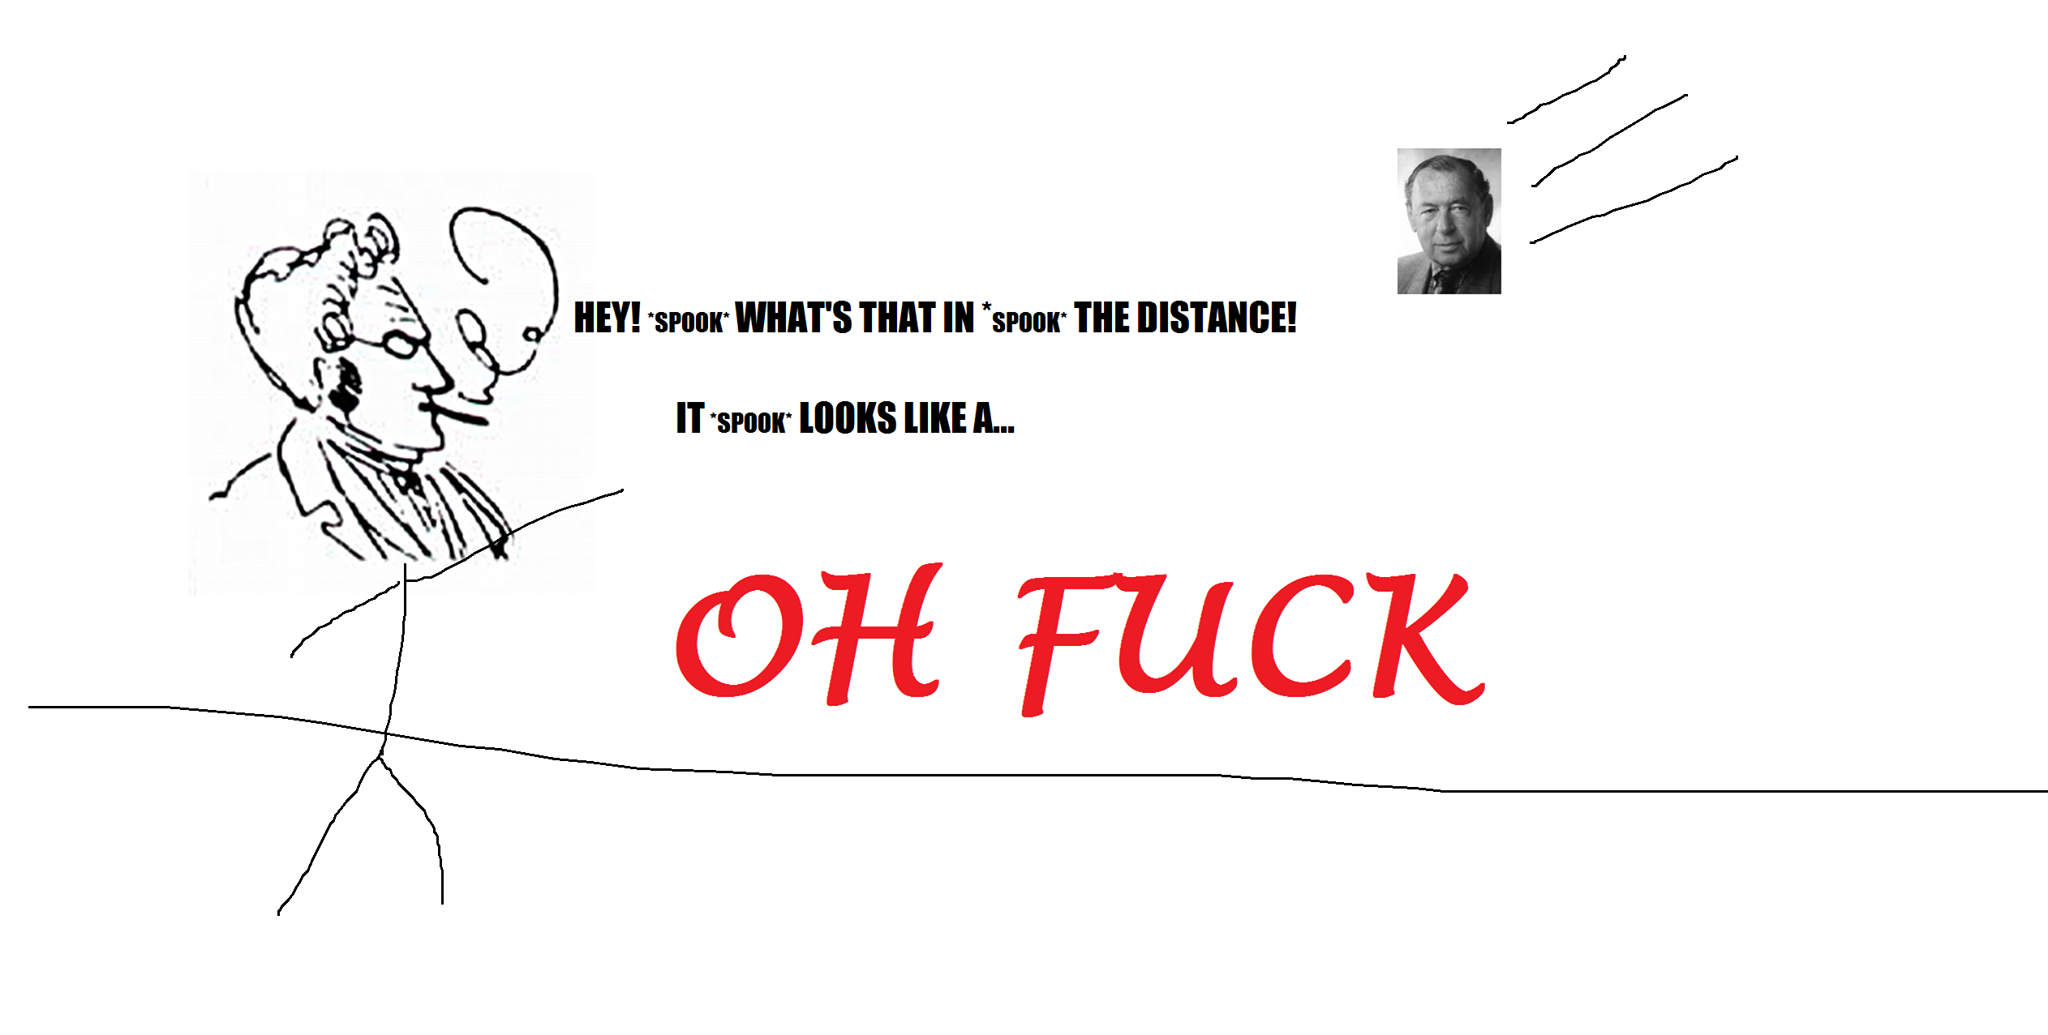 HEY! *SPOOK* WHAT'S THAT IN *SPOOK* THE DISTANCE!
IT *SPOOK* LOOKS LIKE A...
OH FUCK